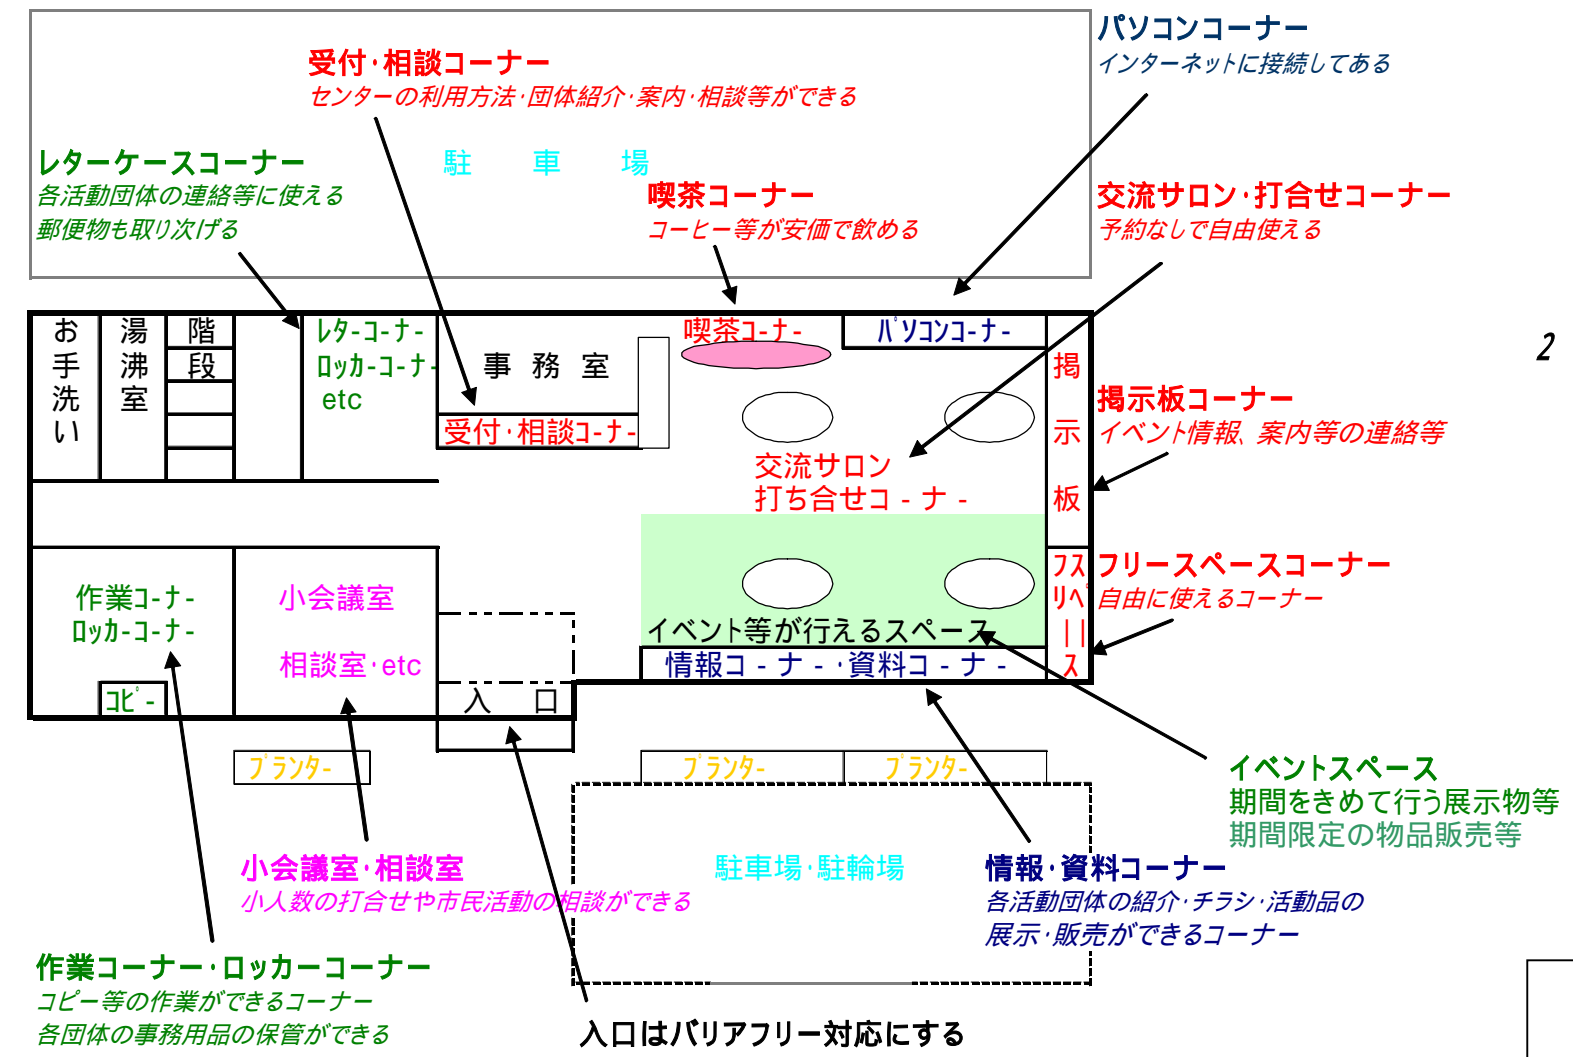 パソコンコーナー
インターネットに接続してある
受付・相談コーナー
センターの利用方法・団体紹介・案内・相談等ができる
レターケースコーナー
各活動団体の連絡等に使える
郵便物も取り次げる
駐 車 場
喫茶コーナー
コーヒー等が安価で飲める
交流サロン・打合せコーナー
予約なしで自由使える
お手洗い
湯沸室
階段
ﾚﾀｰｺｰﾅｰ
ﾛｯｶｰｺｰﾅｰ
etc
事 務 室
受付・相談ｺｰﾅｰ
喫茶ｺｰﾅｰ
ﾊﾟｿｺﾝｺｰﾅｰ
掲示板
2
掲示板コーナー
イベント情報、案内等の連絡等
交流サロン
打ち合せコ－ナ－
フリースペース
フリースペースコーナー
自由に使えるコーナー
作業ｺｰﾅｰ
ﾛｯｶｰｺｰﾅｰ
ｺﾋﾟｰ
小会議室
相談室・etc
イベント等が行えるスペース
情報コ－ナ－・資料コ－ナ－
入 口
ﾌﾟﾗﾝﾀｰ
ﾌﾟﾗﾝﾀｰ
ﾌﾟﾗﾝﾀｰ
イベントスペース
期間をきめて行う展示物等
期間限定の物品販売等
小会議室・相談室
小人数の打合せや市民活動の相談ができる
駐車場・駐輪場
情報・資料コーナー
各活動団体の紹介・チラシ・活動品の
展示・販売ができるコーナー
作業コーナー・ロッカーコーナー
コピー等の作業ができるコーナー
各団体の事務用品の保管ができる
入口はバリアフリー対応にする